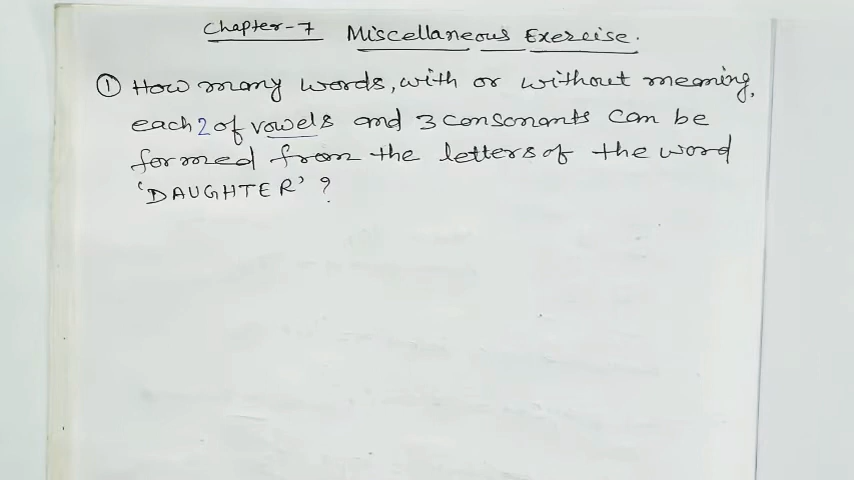 Chapter-7 Miscellaneous Exercise.
① How many words, with or without meaning,
each 2 of vowels and 3 consonants can be
formed from the letters of the word
'DAUGHTER' ?